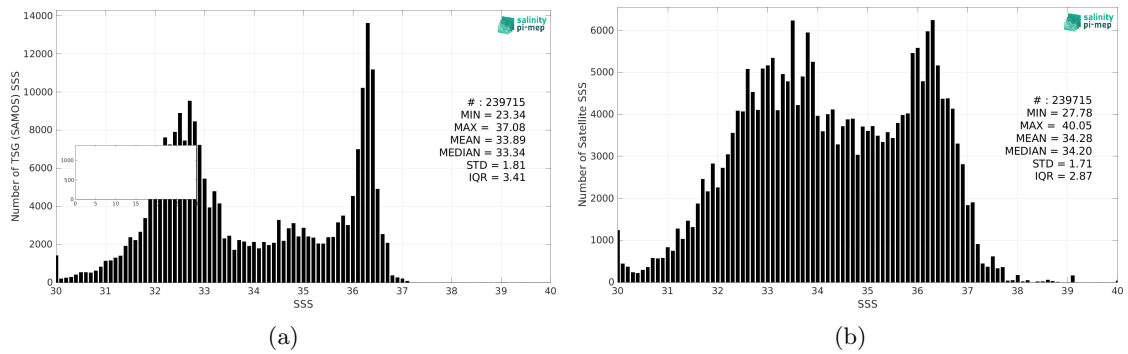 14000
12000
10000
8000
6000
4000
2000
0
Number of TSG (SAMOS) SSS
salinity
pi-mep
# : 239715
MIN = 23.34
MAX = 37.08
MEAN = 33.89
MEDIAN = 33.34
STD = 1.81
IQR = 3.41
1000
500
0
0 5 10 15 20
30 31 32 33 34 35 36 37 38 39 40
SSS
(a)
6000
5000
4000
3000
2000
1000
0
Number of Satellite SSS
salinity
pi-mep
# : 239715
MIN = 27.78
MAX = 40.05
MEAN = 34.28
MEDIAN = 34.20
STD = 1.71
IQR = 2.87
30 31 32 33 34 35 36 37 38 39 40
SSS
(b)